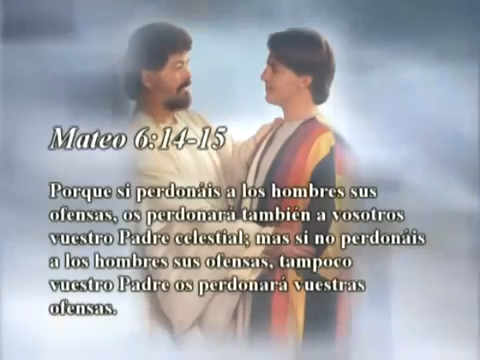 Mateo 6:14-15
Porque si perdonáis a los hombres sus
ofensas, os perdonará también a vosotros
vuestro Padre celestial; mas si no perdonáis
a los hombres sus ofensas, tampoco
vuestro Padre os perdonará vuestras
ofensas.